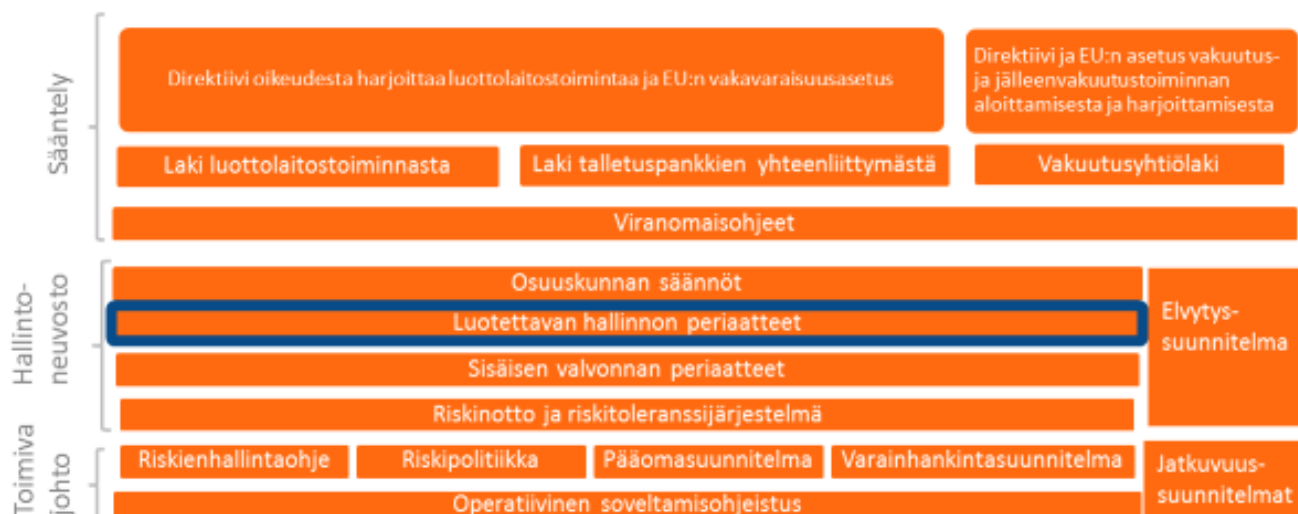 Sääntely
Direktiivi oikeudesta harjoittaa luottolaitostoimintaa ja EU:n vakavaraisuusasetus
Direktiivi ja EU:n asetus vakuutus-
ja jälleenvakuutustoiminnan
aloittamisesta ja harjoittamisesta
Laki luottolaitostoiminnasta
Laki talletuspankkien yhteenliittymästä
Vakuutusyhtiölaki
Viranomaisohjeet
Hallinto-
neuvosto
Osuuskunnan säännöt
Luotettavan hallinnon periaatteet
Sisäisen valvonnan periaatteet
Riskinotto ja riskitoleranssijärjestelmä
Elvytys-
suunnitelma
Toimiva
johto
Riskienhallintaohje
Riskipolitiikka
Pääomasuunnitelma
Varainhankintasuunnitelma
Operatiivinen soveltamisohjeistus
Jatkuvuus-
suunnitelmat